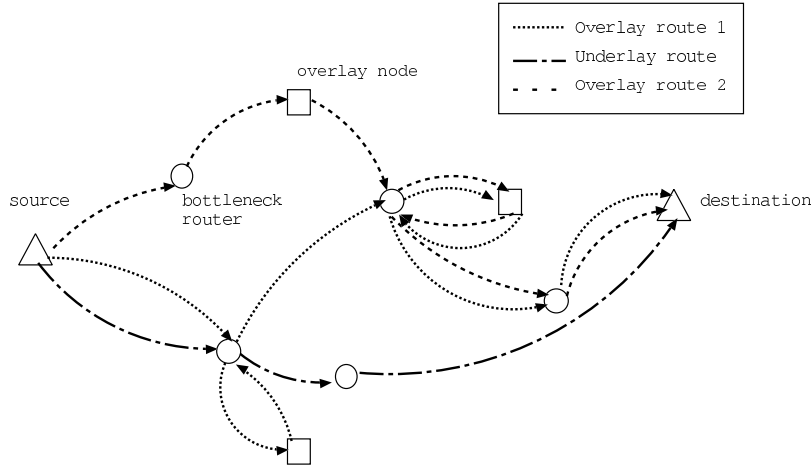 Overlay route 1
Underlay route
Overlay route 2
overlay node
source
bottleneck
router
destination